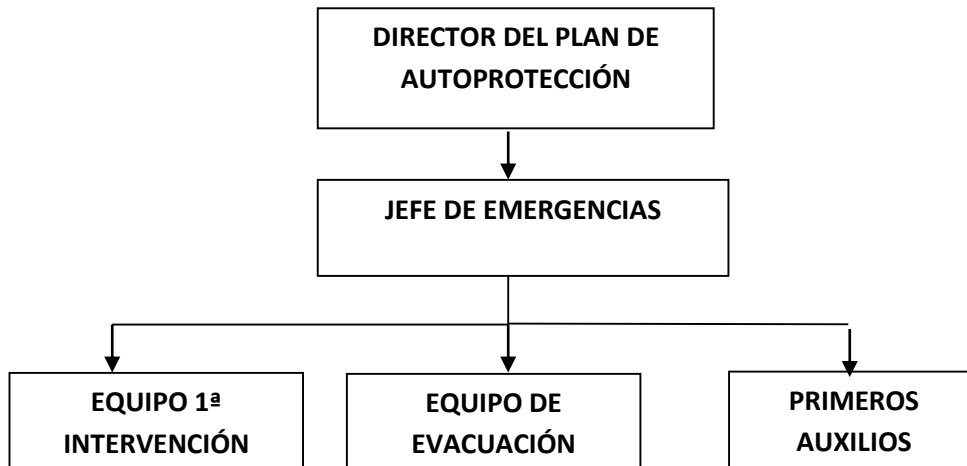 DIRECTOR DEL PLAN DE
AUTOPROTECCIÓN
JEFE DE EMERGENCIAS
EQUIPO 1ª
INTERVENCIÓN
EQUIPO DE
EVACUACIÓN
PRIMEROS
AUXILIOS